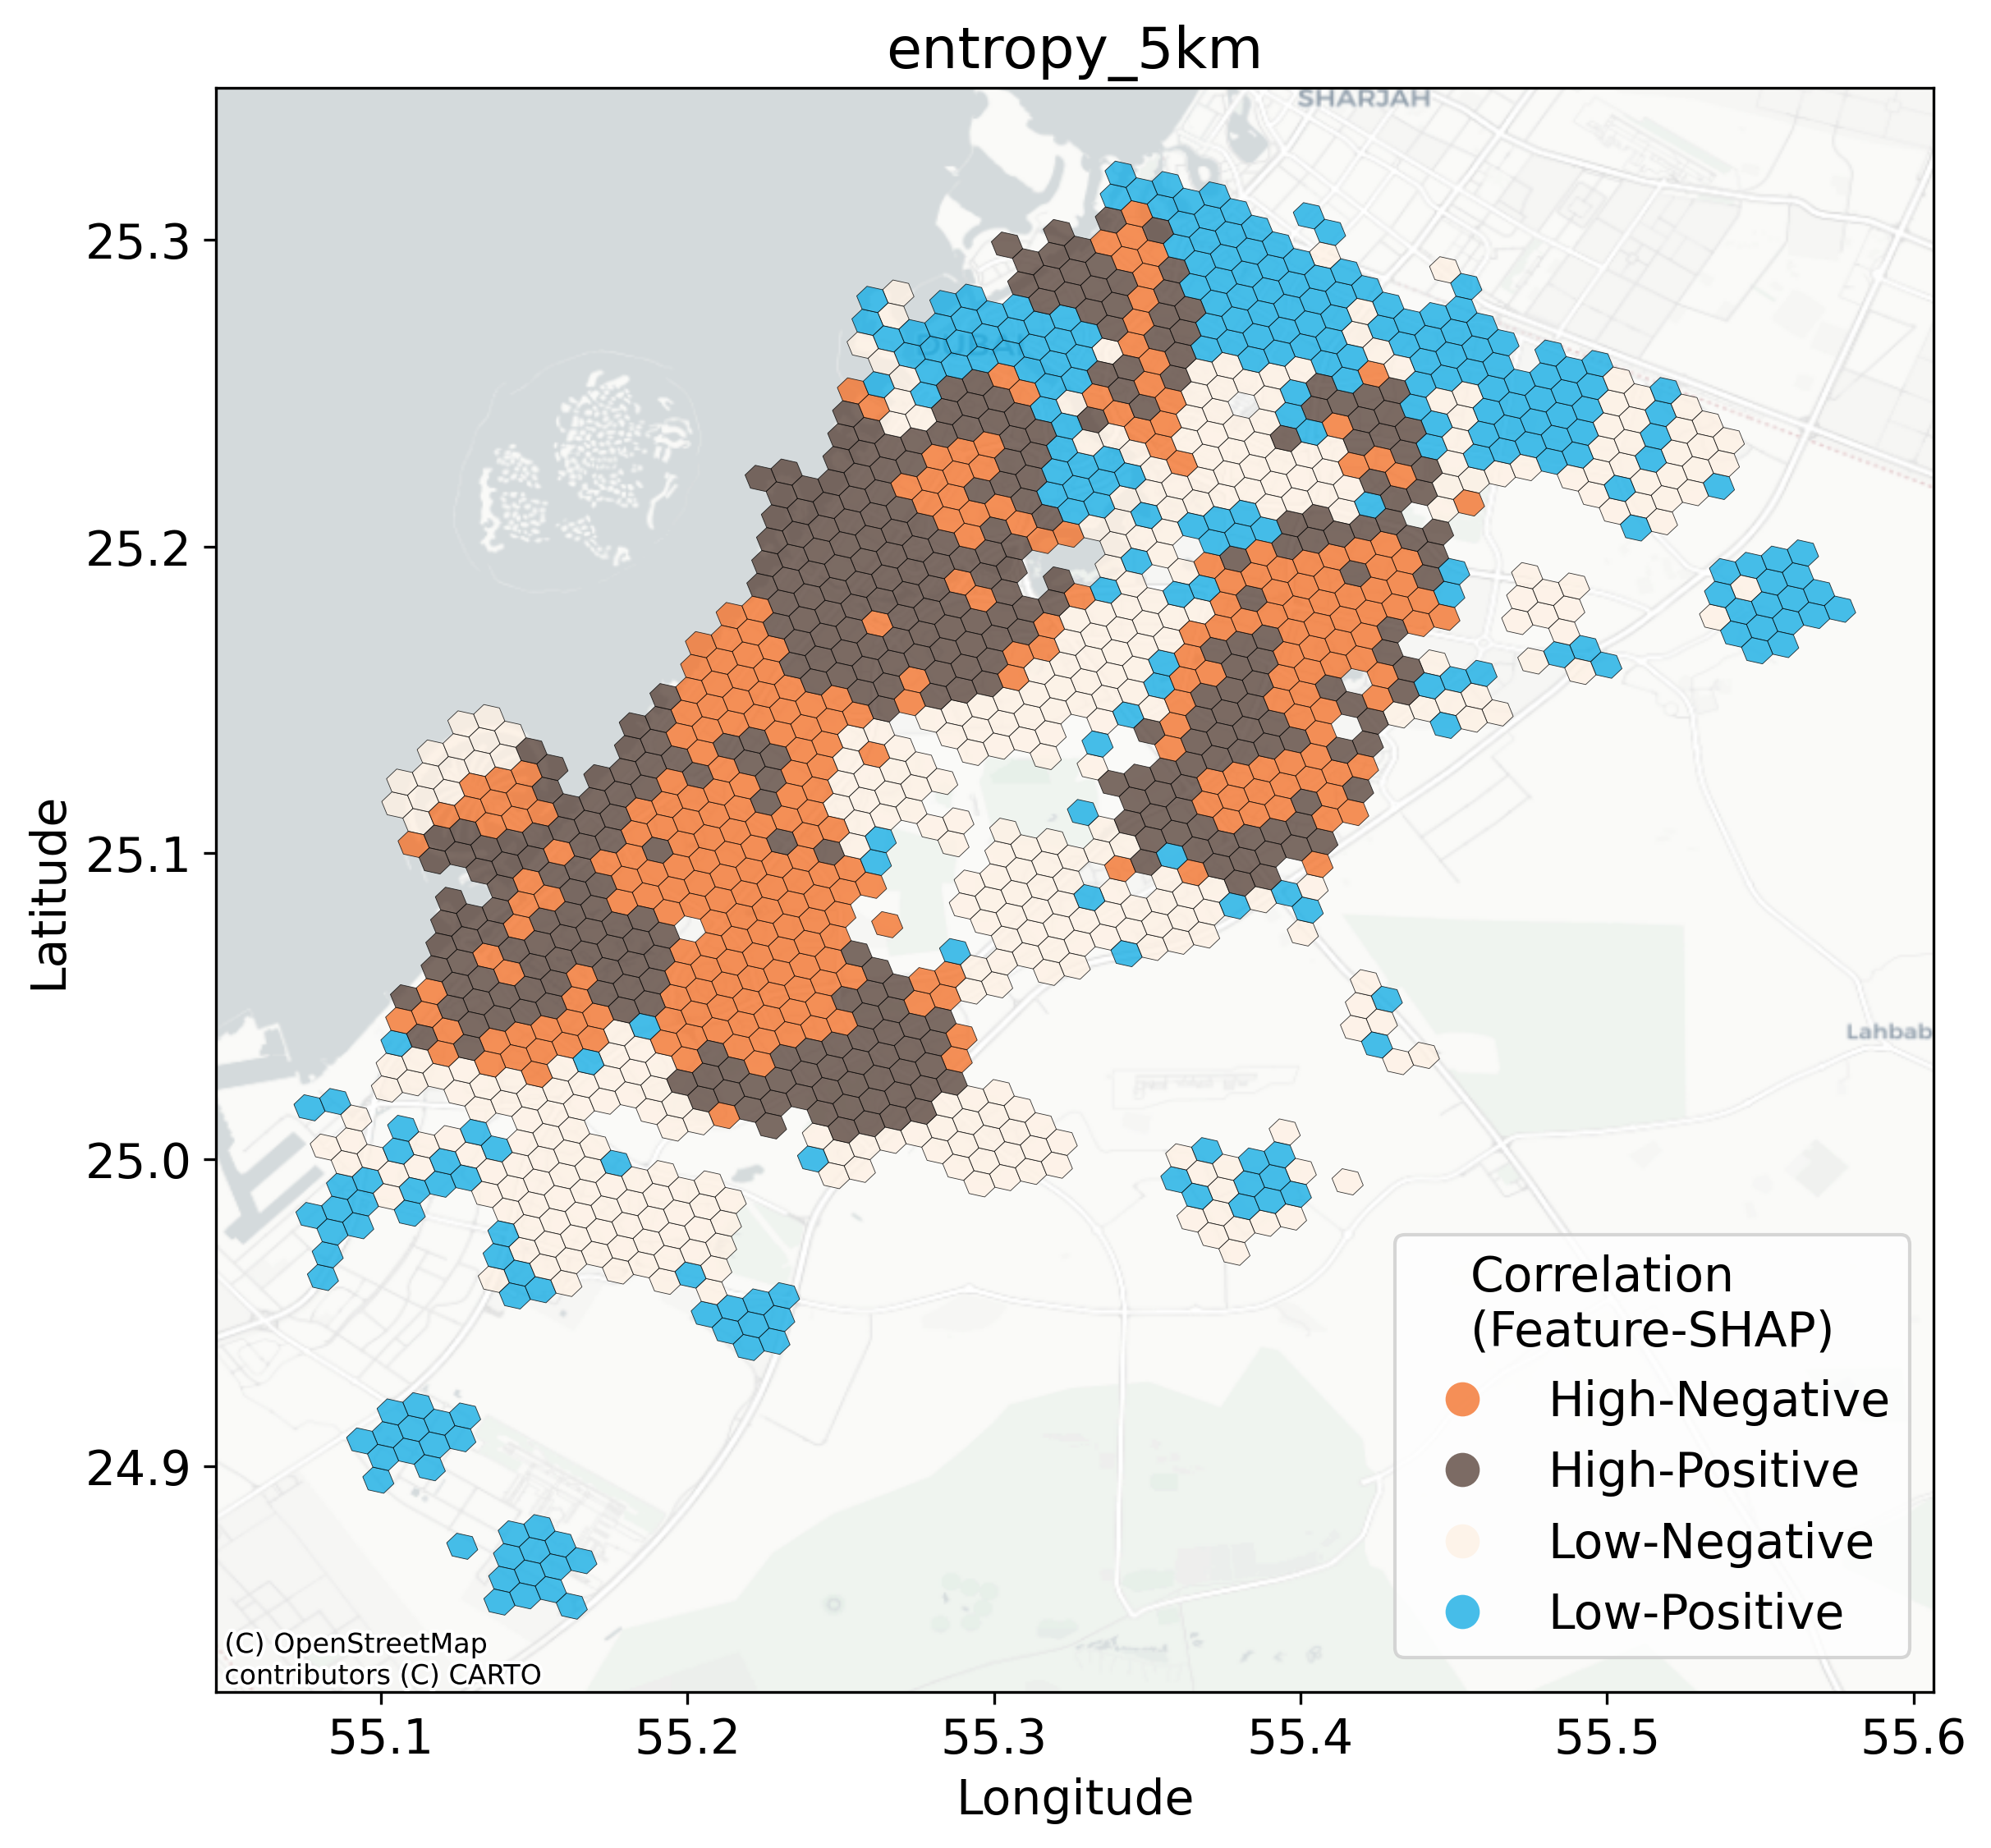 entropy_5km
SHARJAH
25.3
DUBAI
25.2
25.1
Latitude
Lahbab
25.0
24.9
Correlation
(Feature-SHAP)
High-Negative
High-Positive
Low-Negative
Low-Positive
(C) OpenStreetMap
contributors (C) CARTO
55.1 55.2 55.3 55.4 55.5 55.6
Longitude